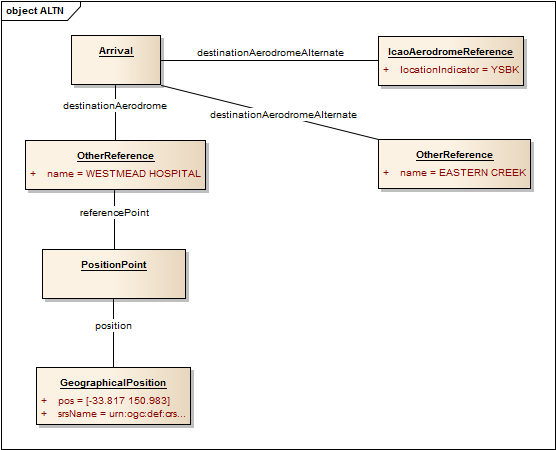 object ALTN
Arrival
destinationAerodromeAlternate
IcaoAerodromeReference
+ locationIndicator = YSBK
destinationAerodrome
destinationAerodromeAlternate
OtherReference
+ name = WESTMEAD HOSPITAL
OtherReference
+ name = EASTERN CREEK
referencePoint
PositionPoint
position
GeographicalPosition
+ pos = [-33.817 150.983]
+ srsName = urn:ogc:def:crs...